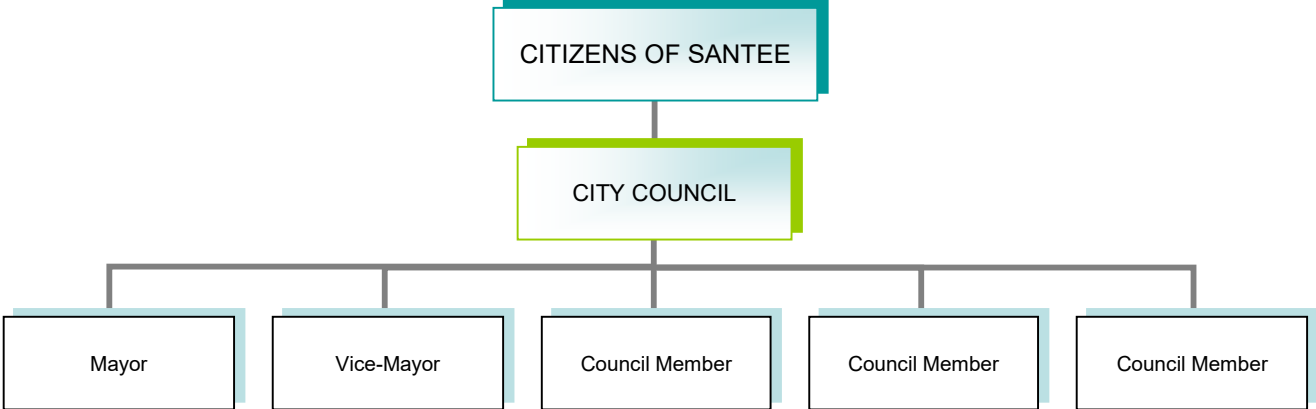 CITIZENS OF SANTEE
CITY COUNCIL
Mayor
Vice-Mayor
Council Member
Council Member
Council Member